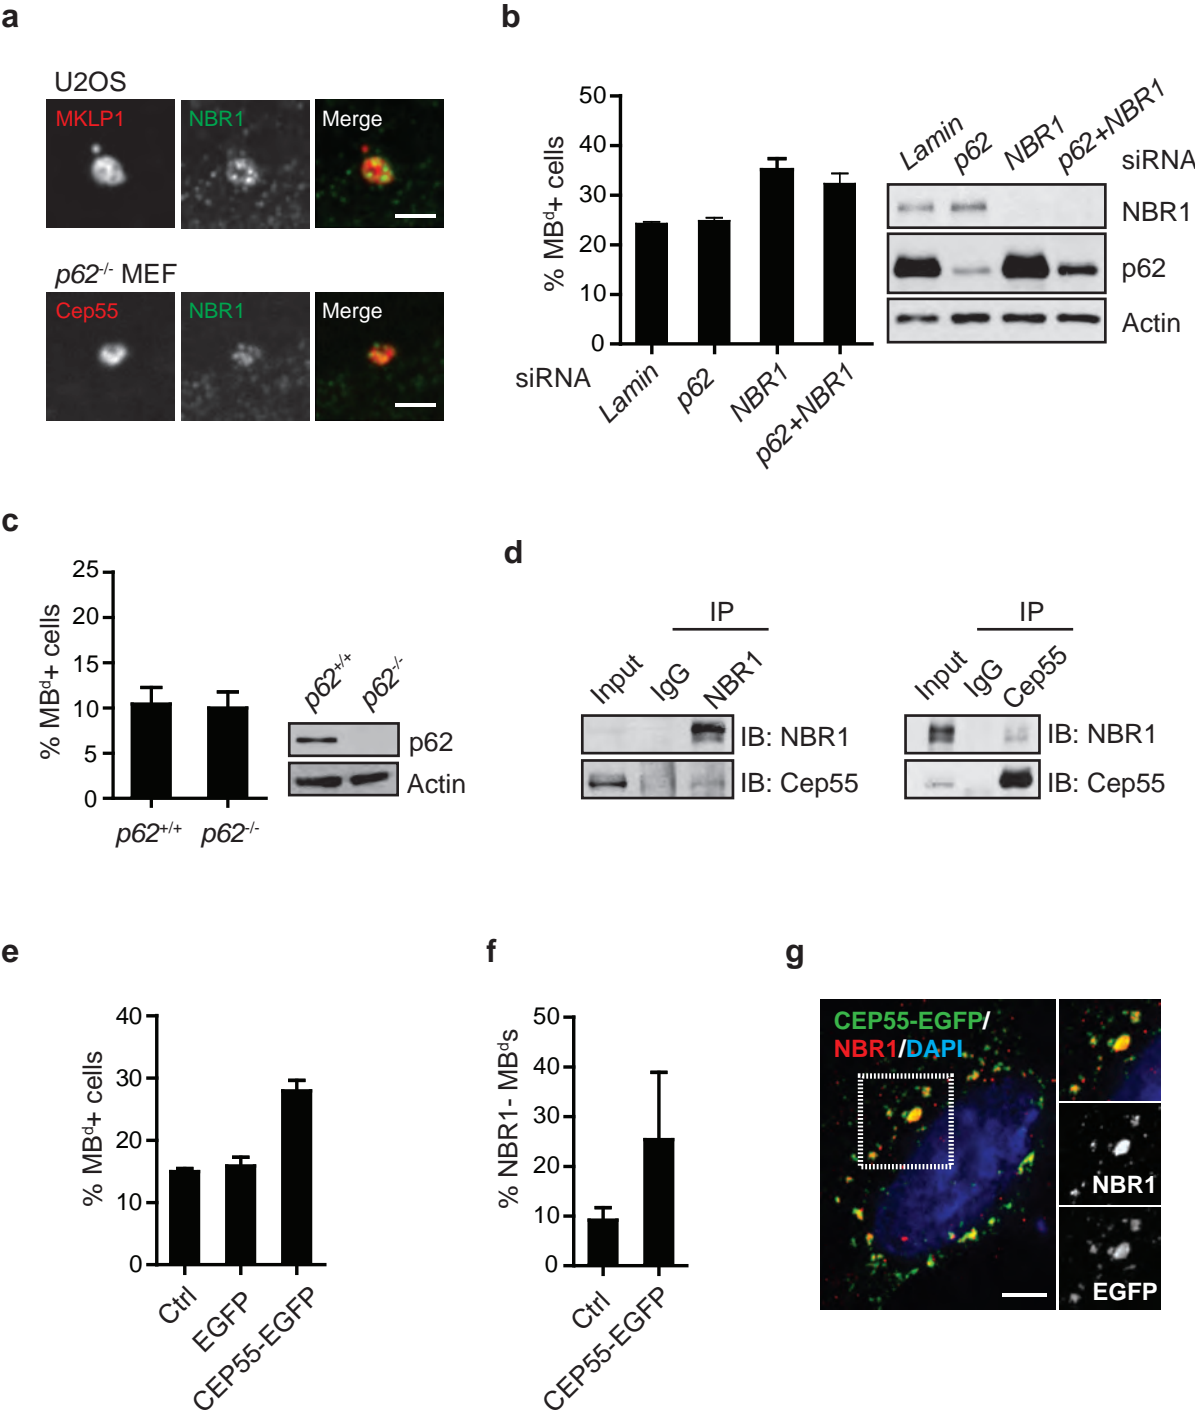 a
U2OS
MKLP1
NBR1
Merge
p62-/- MEF
Cep55
NBR1
Merge
b
% MBd+ cells
50
40
30
20
10
0
siRNA
Lamin
p62
NBR1
p62+NBR1
Lamin
p62
NBR1
p62+NBR1
siRNA
NBR1
p62
Actin
c
% MBd+ cells
25
20
15
10
5
0
p62+/+
p62-/-
p62+/+
p62-/-
p62
Actin
d
IP
Input
IgG
NBR1
IB: NBR1
IB: Cep55
IP
Input
IgG
Cep55
IB: NBR1
IB: Cep55
e
% MBd+ cells
40
30
20
10
0
Ctrl
EGFP
CEP55-EGFP
f
% NBR1- MBds
50
40
30
20
10
0
Ctrl
CEP55-EGFP
g
CEP55-EGFP/
NBR1/DAPI
NBR1
EGFP